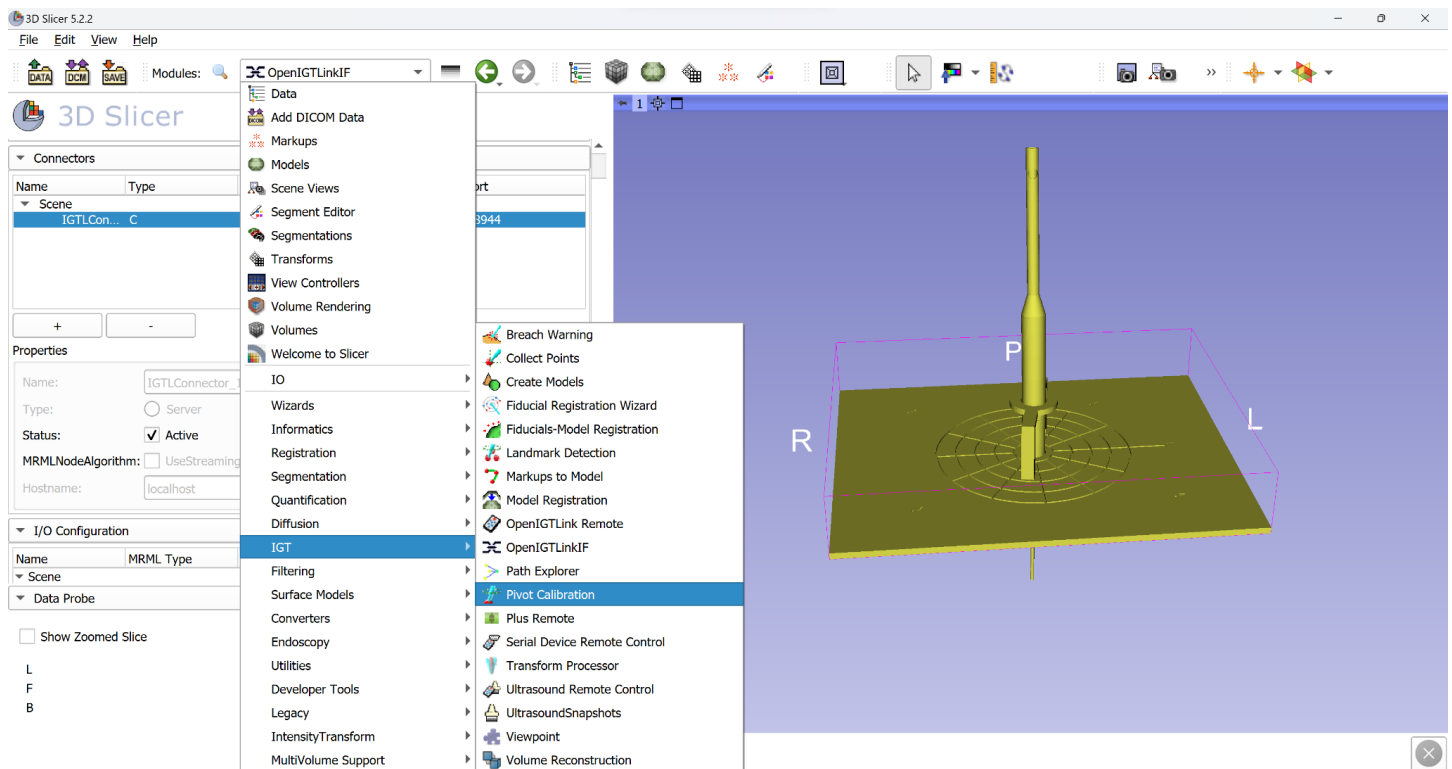 3D Slicer 5.2.2
File Edit View Help
DATA DCM SAVE Modules: OpenIGTLinkIF
3D Slicer
1
Connectors
Name Type
Scene
IGTLCon... C 8944
+ -
Properties
Name: IGTLConnector_1
Type: Server
Status: Active
MRMLNodeAlgorithm: UseStreaming
Hostname: localhost
I/O Configuration
Name MRML Type
Scene
Data Probe
Show Zoomed Slice
L
F
B
Data
Add DICOM Data
Markups
Models
Scene Views
Segment Editor
Segmentations
Transforms
View Controllers
Volume Rendering
Volumes
Welcome to Slicer
IO
Wizards
Informatics
Registration
Segmentation
Quantification
Diffusion
IGT
Filtering
Surface Models
Converters
Endoscopy
Utilities
Developer Tools
Legacy
IntensityTransform
MultiVolume Support
Breach Warning
Collect Points
Create Models
Fiducial Registration Wizard
Fiducials-Model Registration
Landmark Detection
Markups to Model
Model Registration
OpenIGTLink Remote
OpenIGTLinkIF
Path Explorer
Pivot Calibration
Plus Remote
Serial Device Remote Control
Transform Processor
Ultrasound Remote Control
UltrasoundSnapshots
Viewpoint
Volume Reconstruction
P
R
L